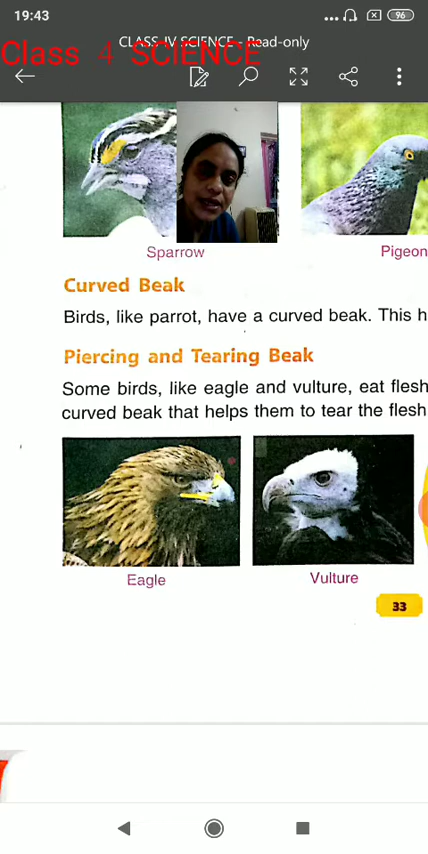 19:43
96
CLASS-IV SCIENCE - Read-only
Class 4 SCIENCE
Sparrow
Pigeon
Curved Beak
Birds, like parrot, have a curved beak. This h
Piercing and Tearing Beak
Some birds, like eagle and vulture, eat flesh
curved beak that helps them to tear the flesh
Eagle
Vulture
33